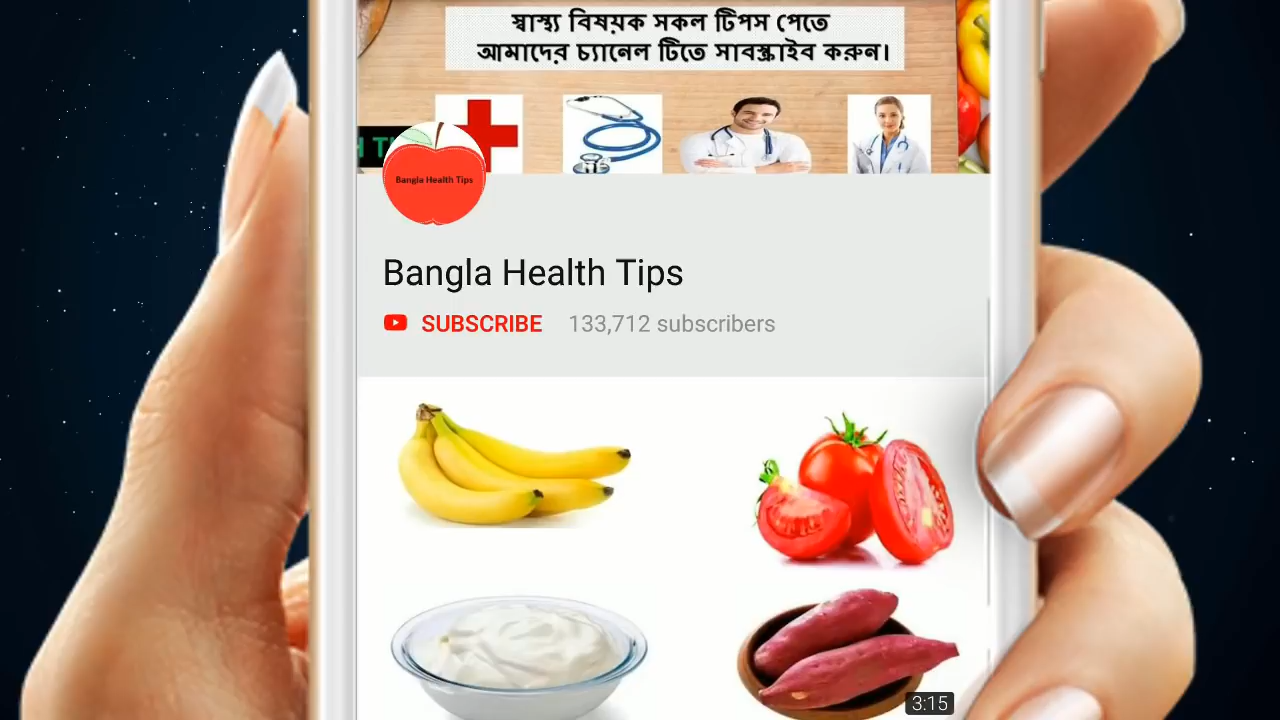 স্বাস্থ্য বিষয়ক সকল টিপস পেতে
আমাদের চ্যানেল টিতে সাবস্ক্রাইব করুন।
Bangla Health Tips
Bangla Health Tips
SUBSCRIBE 133,712 subscribers
3:15